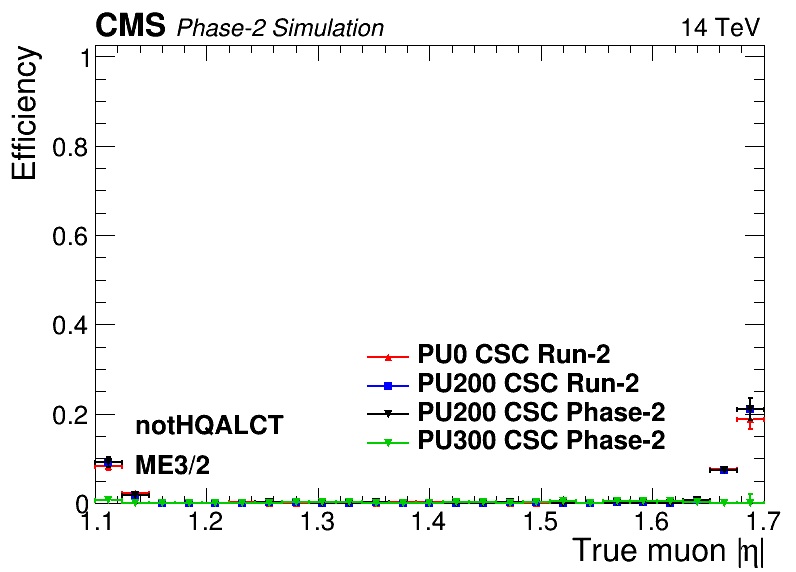 CMS Phase-2 Simulation 14 TeV
Efficiency
1
0.8
0.6
0.4
0.2
0
PU0 CSC Run-2
PU200 CSC Run-2
PU200 CSC Phase-2
PU300 CSC Phase-2
notHQALCT
ME3/2
1.1 1.2 1.3 1.4 1.5 1.6 1.7
True muon |η|